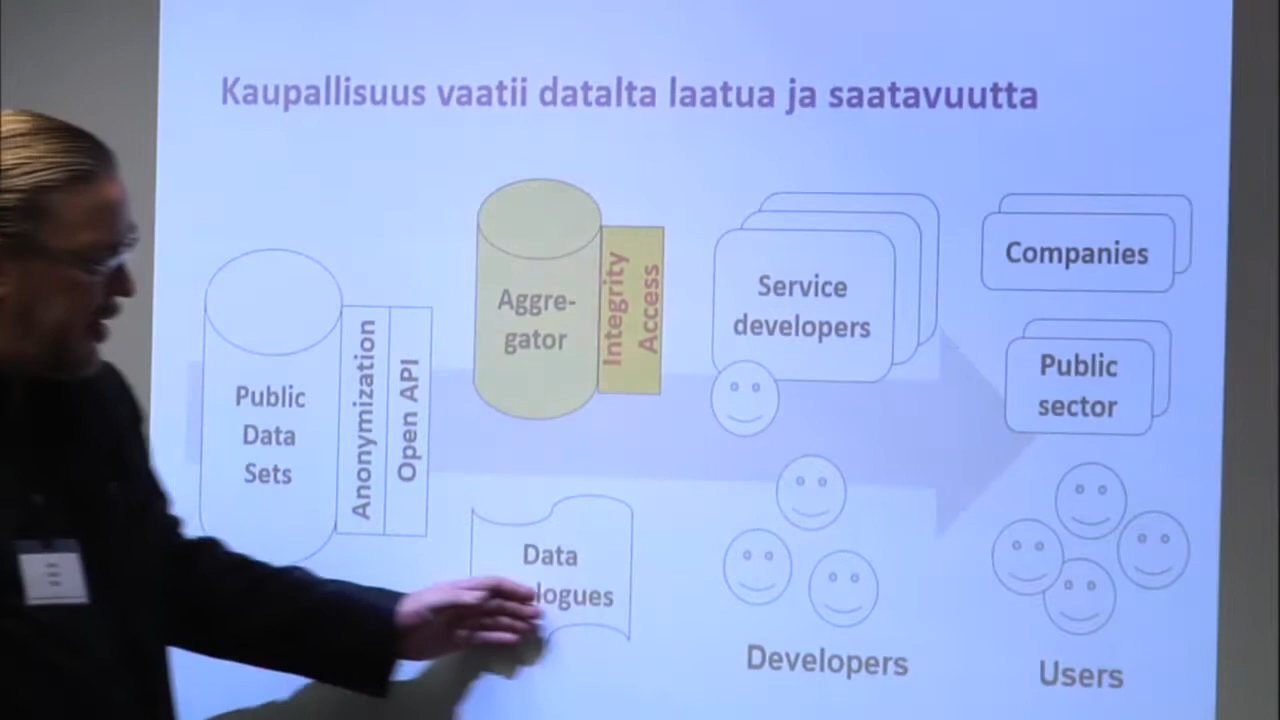 Kaupallisuus vaatii datalta laatua ja saatavuutta
Public
Data
Sets
Anonymization
Open API
Aggre-
gator
Integrity
Access
Data
logues
Service
developers
Developers
Companies
Public
sector
Users